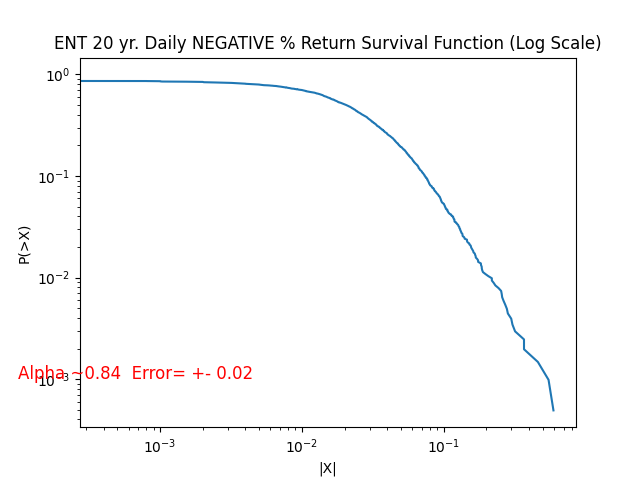 ENT 20 yr. Daily NEGATIVE % Return Survival Function (Log Scale)
10⁰
10⁻¹
P(>X)
10⁻²
10⁻³
Alpha ~0.84 Error= +- 0.02
10⁻³ 10⁻² 10⁻¹
|X|